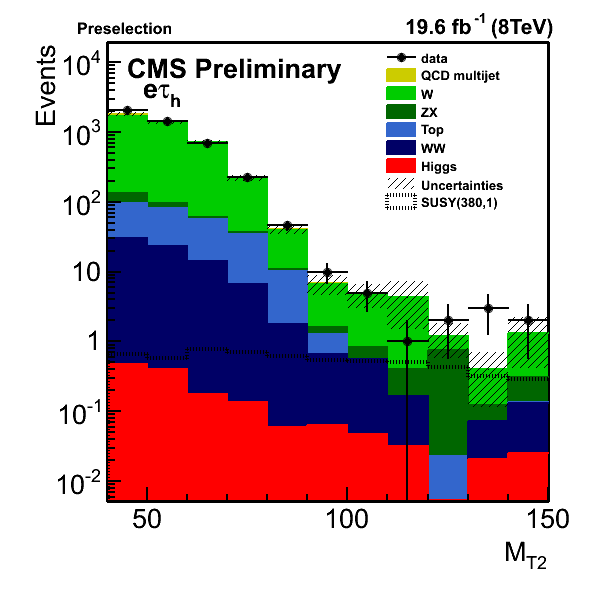 Preselection 19.6 fb⁻¹ (8TeV)
CMS Preliminary
eτh
data
QCD multijet
W
ZX
Top
WW
Higgs
Uncertainties
SUSY(380,1)
Events
10⁴
10³
10²
10
1
10⁻¹
10⁻²
50 100 150
MT2